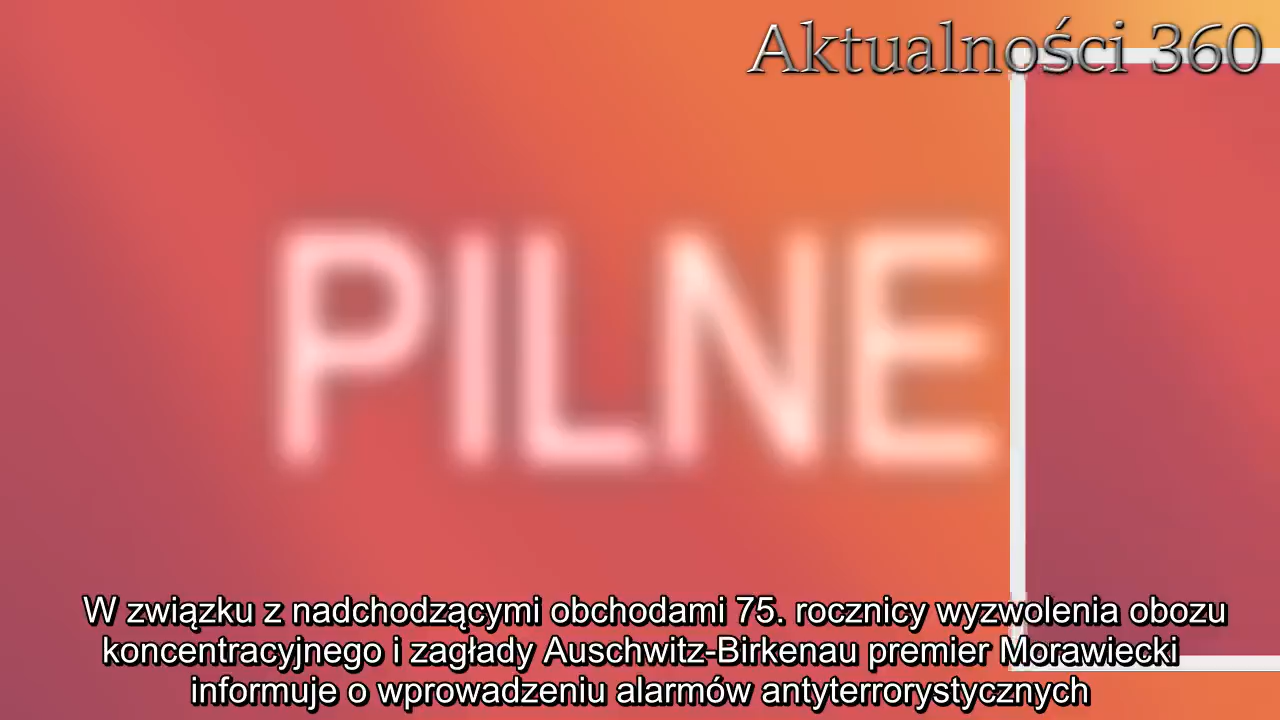 Aktualności 360
PILNE
W związku z nadchodzącymi obchodami 75. rocznicy wyzwolenia obozu
koncentracyjnego i zagłady Auschwitz-Birkenau premier Morawiecki
informuje o wprowadzeniu alarmów antyterrorystycznych